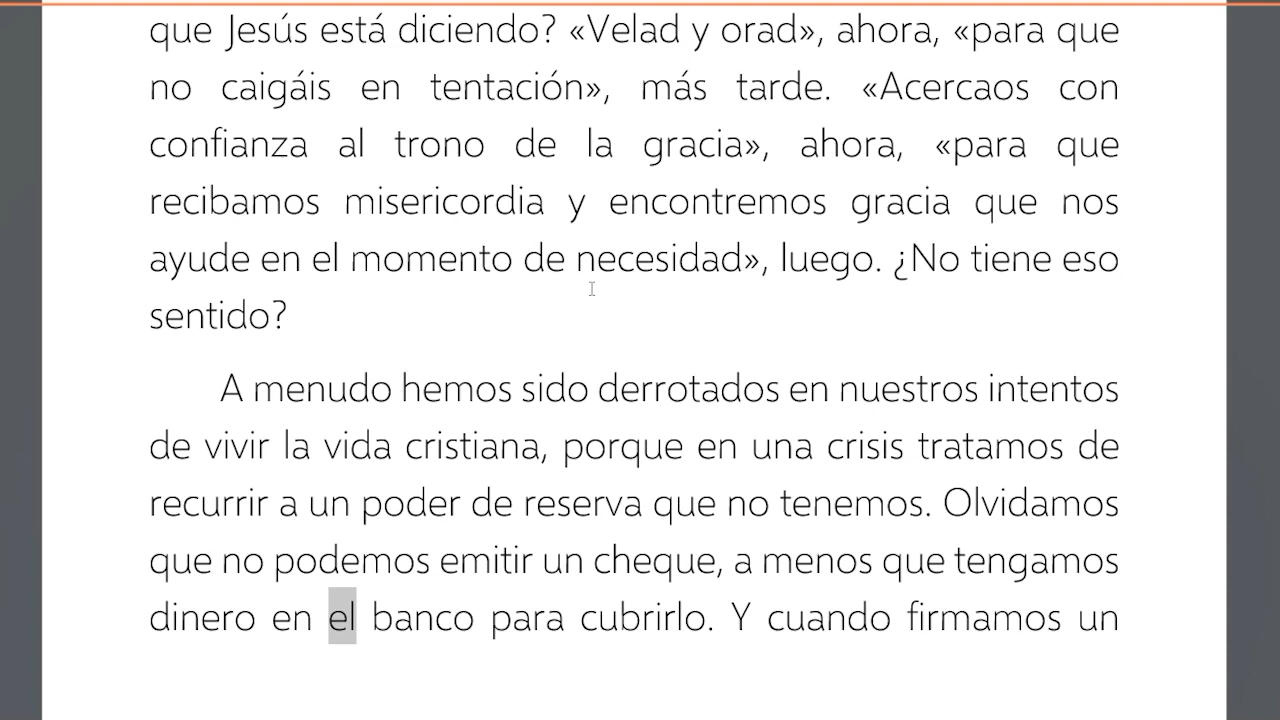 que Jesús está diciendo? «Velad y orad», ahora, «para que
no caigáis en tentación», más tarde. «Acercaos con
confianza al trono de la gracia», ahora, «para que
recibamos misericordia y encontremos gracia que nos
ayude en el momento de necesidad», luego. ¿No tiene eso
sentido?
A menudo hemos sido derrotados en nuestros intentos
de vivir la vida cristiana, porque en una crisis tratamos de
recurrir a un poder de reserva que no tenemos. Olvidamos
que no podemos emitir un cheque, a menos que tengamos
dinero en el banco para cubrirlo. Y cuando firmamos un